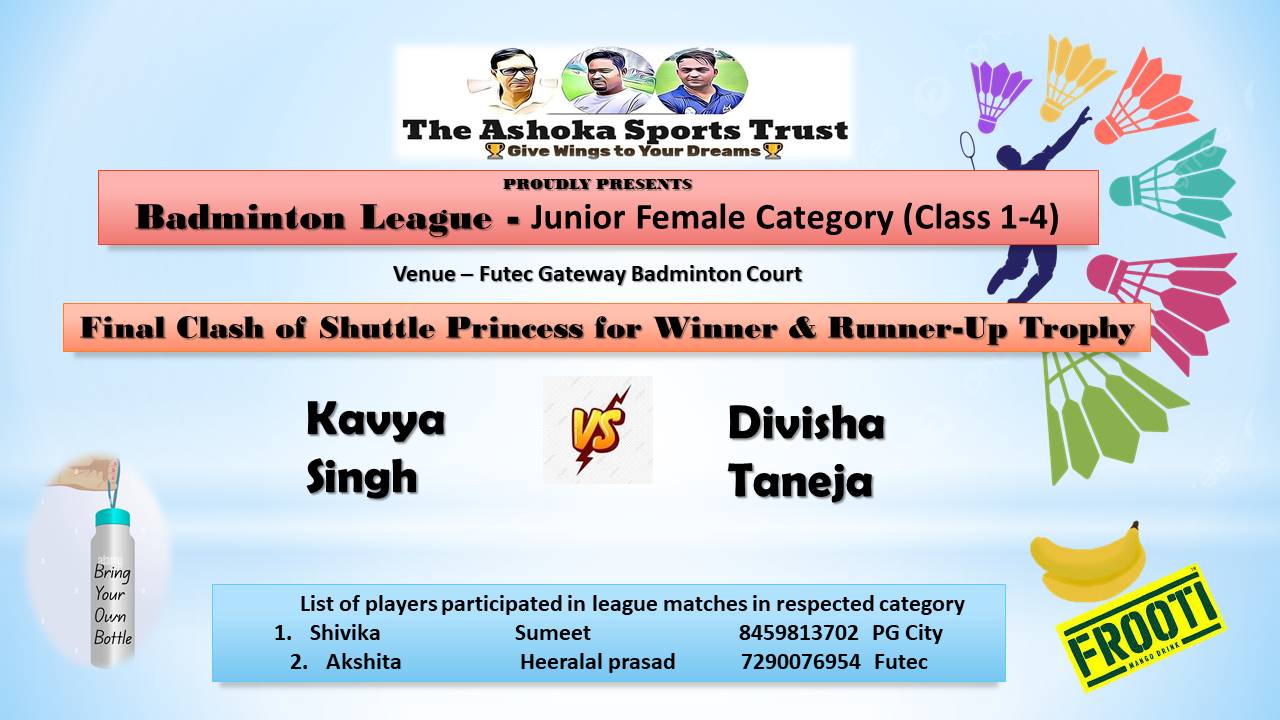 The Ashoka Sports Trust
🏆Give Wings to Your Dreams🏆
PROUDLY PRESENTS
Badminton League - Junior Female Category (Class 1-4)
Venue – Futec Gateway Badminton Court
Final Clash of Shuttle Princess for Winner & Runner-Up Trophy
Kavya
Singh
VS
Divisha
Taneja
Bring
Your
Own
Bottle
FROOTI
MANGO DRINK
List of players participated in league matches in respected category
1. Shivika Sumeet 8459813702 PG City
2. Akshita Heeralal prasad 7290076954 Futec